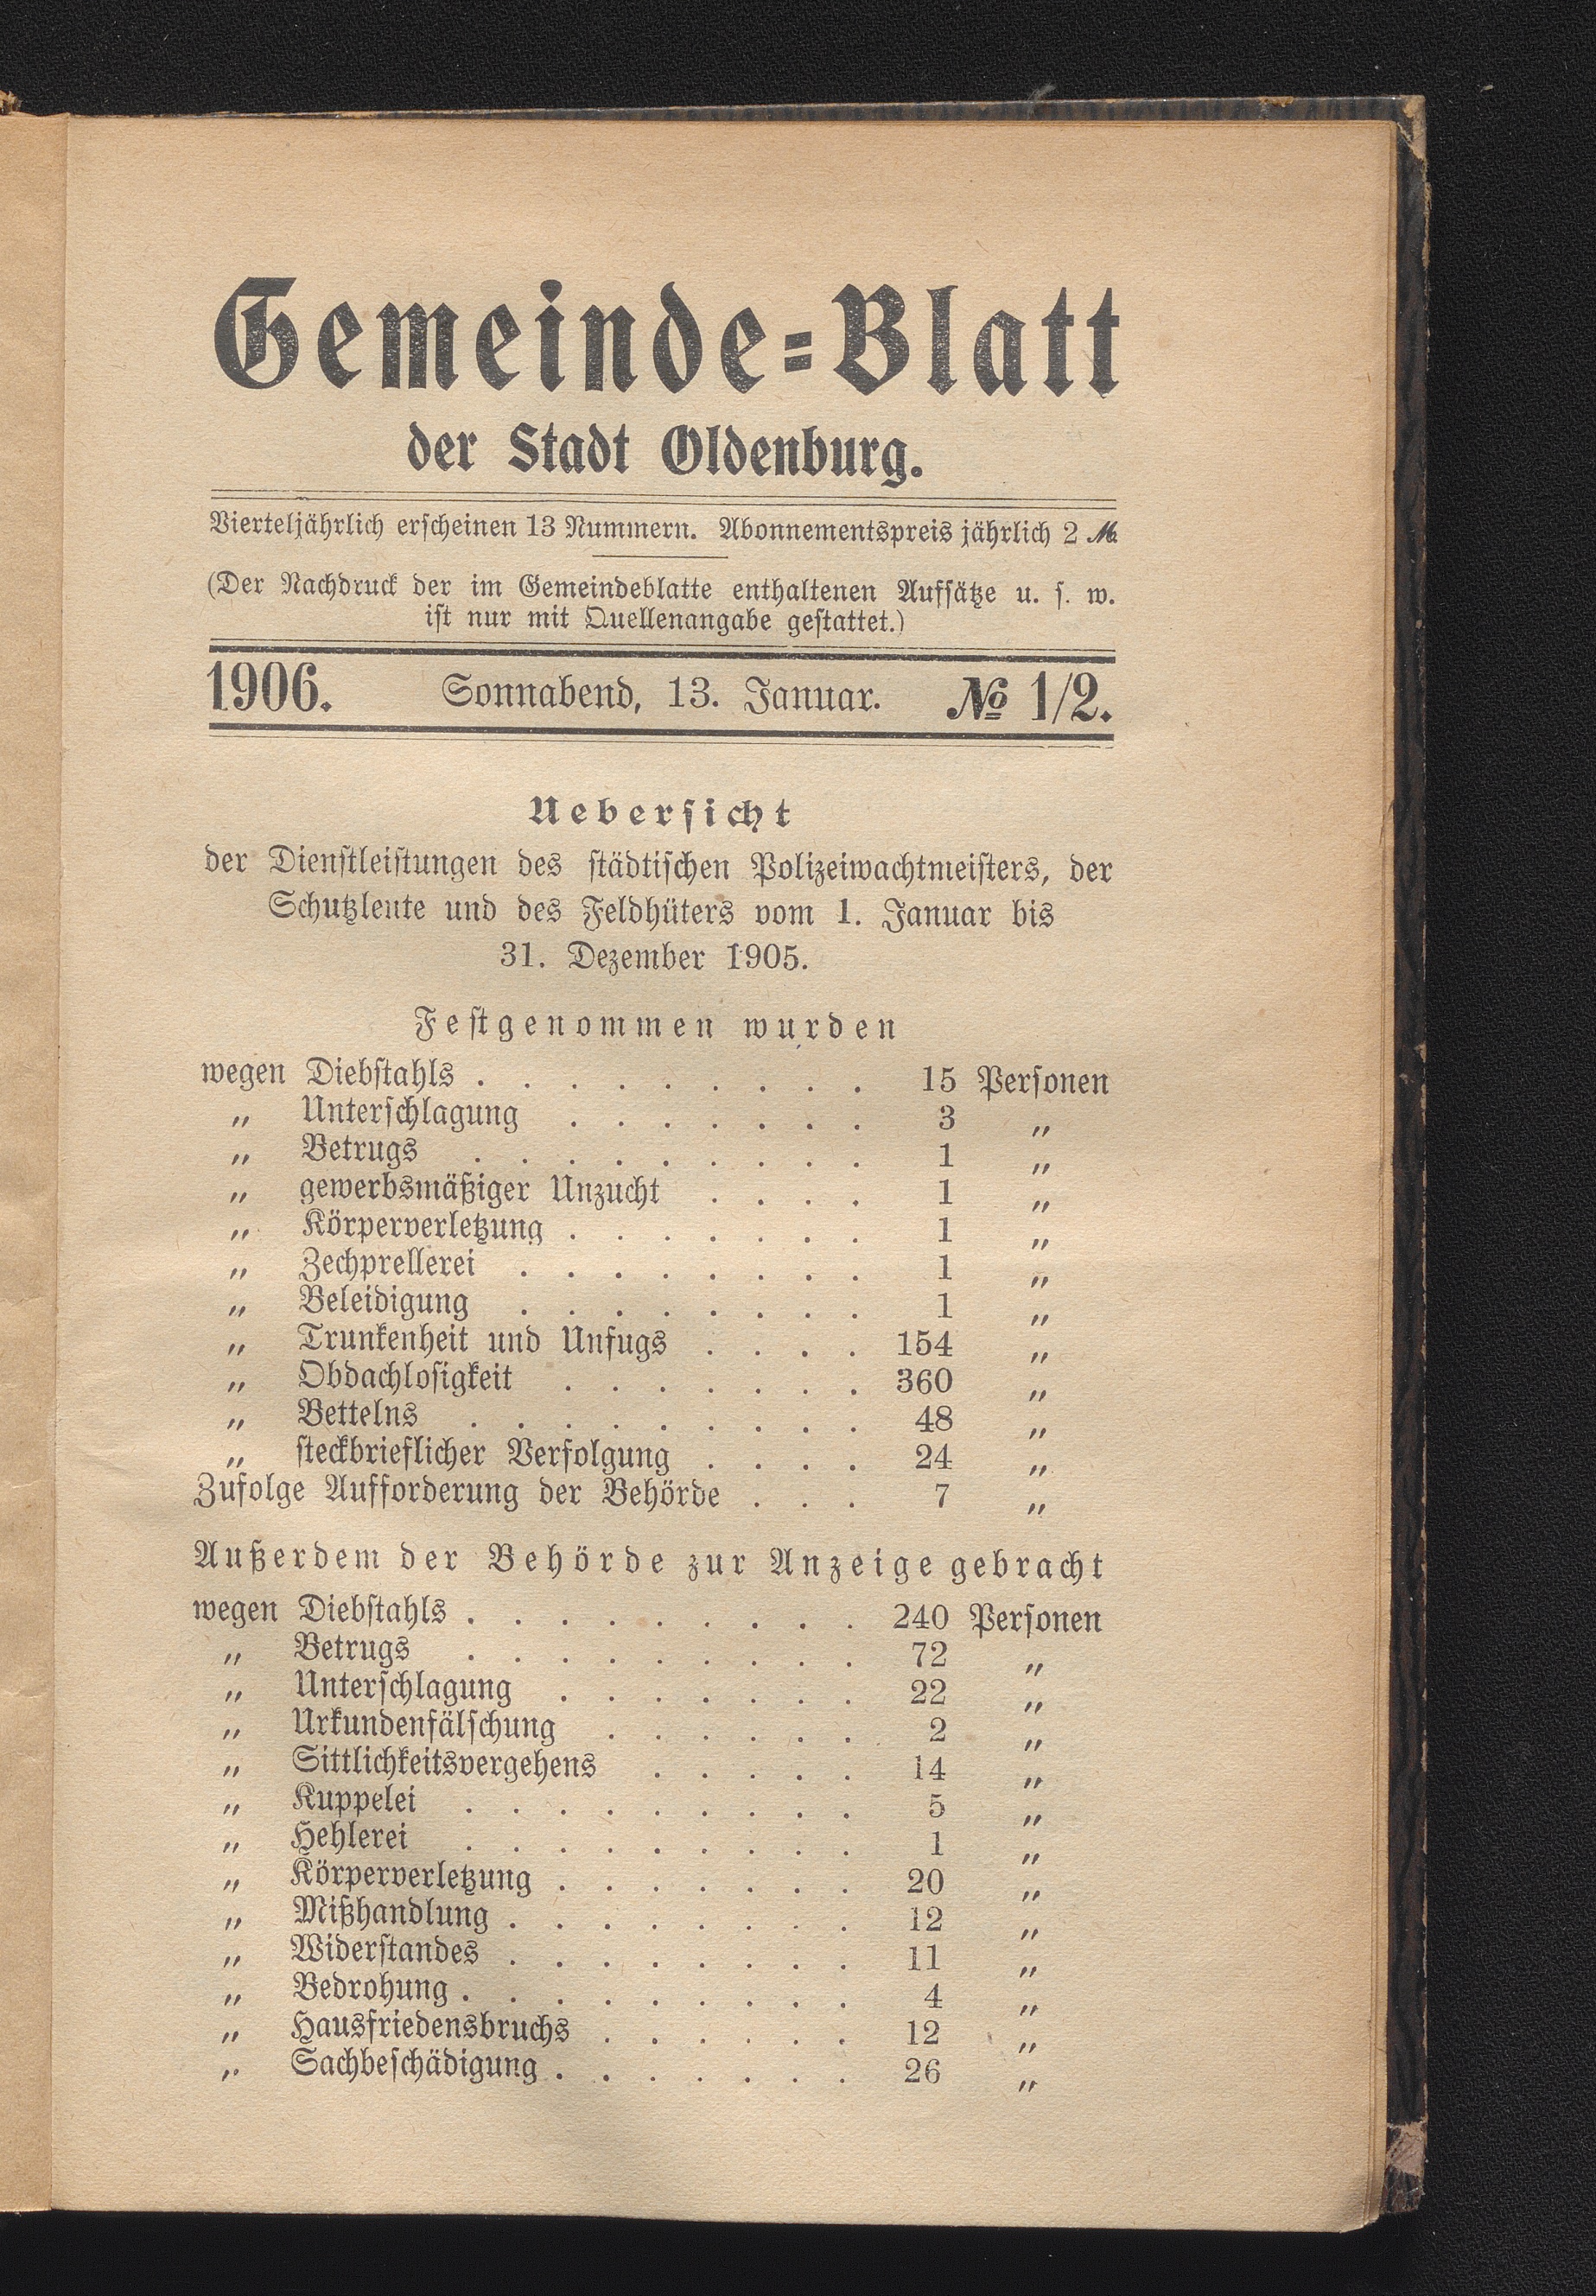 Gemeinde=Blatt
der Stadt Oldenburg.
Vierteljährlich erscheinen 13 Nummern. Abonnementspreis jährlich 2 ℳ.
(Der Nachdruck der im Gemeindeblatte enthaltenen Aufsätze u. s. w.
ist nur mit Quellenangabe gestattet.)
1906. Sonnabend, 13. Januar. № 1/2.
Uebersicht
der Dienstleistungen des städtischen Polizeiwachtmeisters, der
Schutzleute und des Feldhüters vom 1. Januar bis
31. Dezember 1905.
Festgenommen wurden
wegen Diebstahls . . . . . . . . . 15 Personen
„ Unterschlagung . . . . . . . 3 „
„ Betrugs . . . . . . . . . 1 „
„ gewerbsmäßiger Unzucht . . . . 1 „
„ Körperverletzung . . . . . . . 1 „
„ Zechprellerei . . . . . . . . 1 „
„ Beleidigung . . . . . . . . 1 „
„ Trunkenheit und Unfugs . . . . 154 „
„ Obdachlosigkeit . . . . . . . 360 „
„ Bettelns . . . . . . . . . 48 „
„ steckbrieflicher Verfolgung . . . . 24 „
Zufolge Aufforderung der Behörde . . . 7 „
Außerdem der Behörde zur Anzeige gebracht
wegen Diebstahls . . . . . . . . . 240 Personen
„ Betrugs . . . . . . . . . 72 „
„ Unterschlagung . . . . . . . 22 „
„ Urkundenfälschung . . . . . . 2 „
„ Sittlichkeitsvergehens . . . . . 14 „
„ Kuppelei . . . . . . . . . 5 „
„ Hehlerei . . . . . . . . . 1 „
„ Körperverletzung . . . . . . . 20 „
„ Mißhandlung . . . . . . . . 12 „
„ Widerstandes . . . . . . . . 11 „
„ Bedrohung . . . . . . . . . 4 „
„ Hausfriedensbruchs . . . . . . 12 „
„ Sachbeschädigung . . . . . . . 26 „